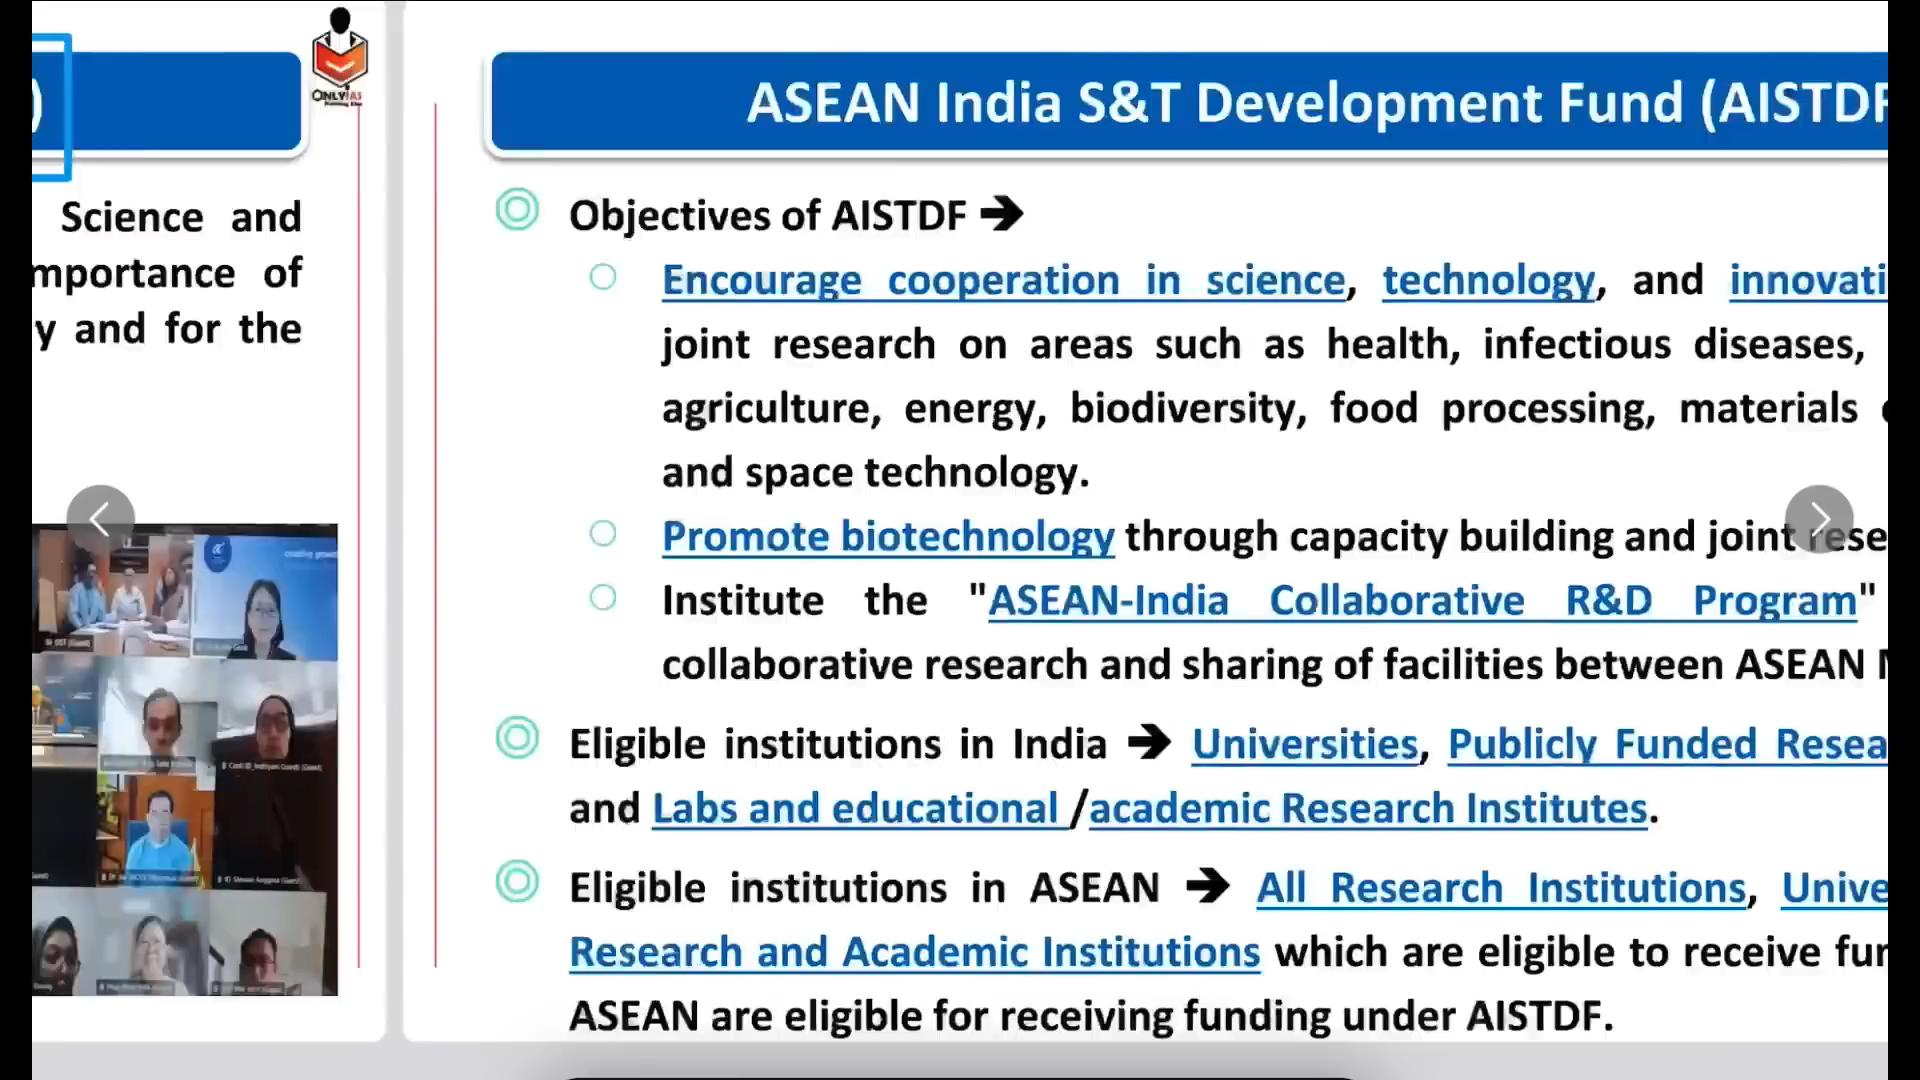 )
ONLYIAS
Science and
mportance of
y and for the
ASEAN India S&T Development Fund (AISTDF
Objectives of AISTDF ➔
Encourage cooperation in science, technology, and innovati
joint research on areas such as health, infectious diseases,
agriculture, energy, biodiversity, food processing, materials
and space technology.
Promote biotechnology through capacity building and joint rese
Institute the "ASEAN-India Collaborative R&D Program"
collaborative research and sharing of facilities between ASEAN
Eligible institutions in India ➔ Universities, Publicly Funded Resea
and Labs and educational /academic Research Institutes.
Eligible institutions in ASEAN ➔ All Research Institutions, Unive
Research and Academic Institutions which are eligible to receive fun
ASEAN are eligible for receiving funding under AISTDF.